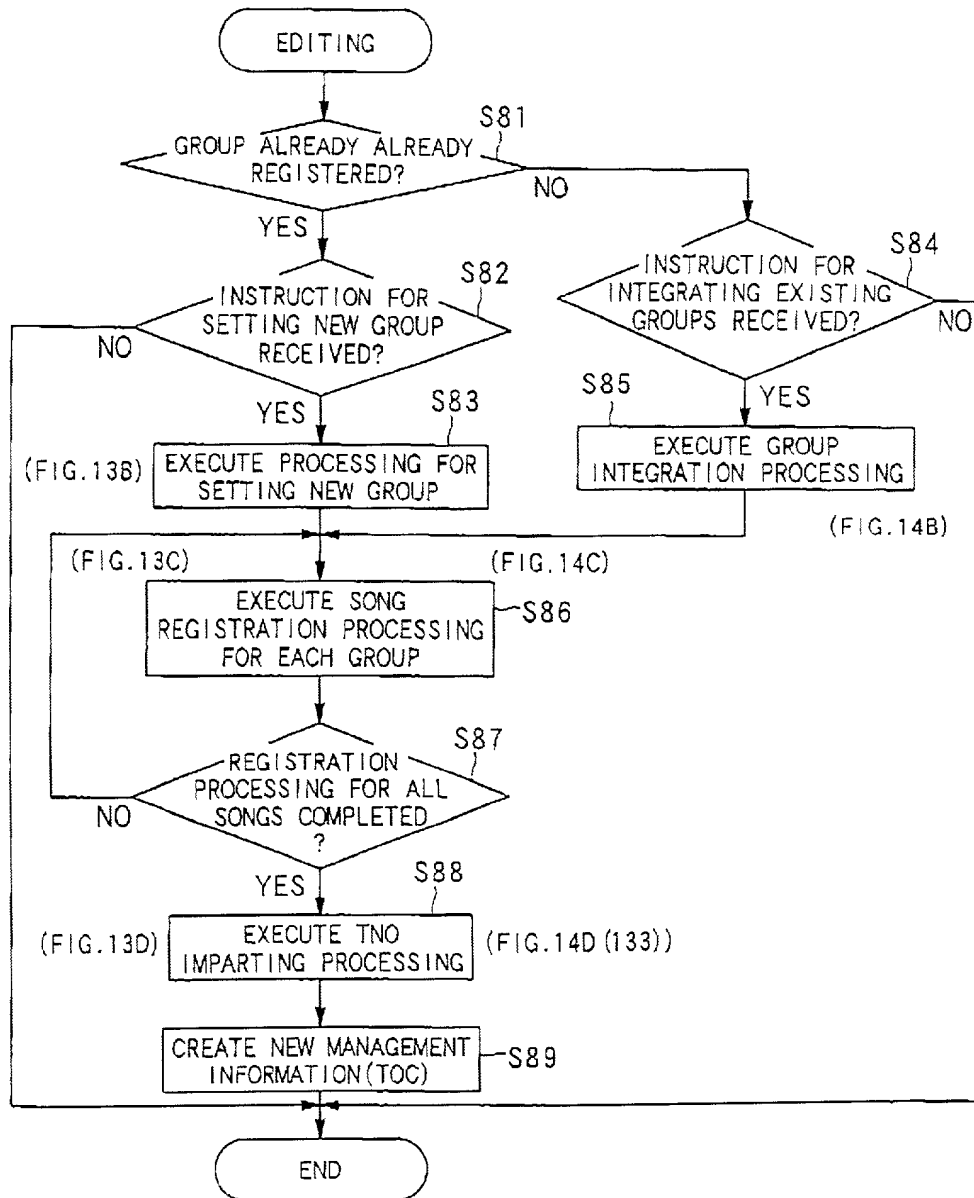 EDITING
S81
GROUP ALREADY ALREADY
REGISTERED?
NO
YES
S82
INSTRUCTION FOR
SETTING NEW GROUP
RECEIVED?
NO
YES
S84
INSTRUCTION FOR
INTEGRATING EXISTING
GROUPS RECEIVED?
NO
YES
S83
(FIG.13B)
EXECUTE PROCESSING FOR
SETTING NEW GROUP
S85
EXECUTE GROUP
INTEGRATION PROCESSING
(FIG.14B)
(FIG.13C)
(FIG.14C)
EXECUTE SONG
REGISTRATION PROCESSING
FOR EACH GROUP
S86
S87
REGISTRATION
PROCESSING FOR ALL
SONGS COMPLETED
?
NO
YES
S88
(FIG.13D)
EXECUTE TNO
IMPARTING PROCESSING
(FIG.14D(133))
CREATE NEW MANAGEMENT
INFORMATION(TOC)
S89
END